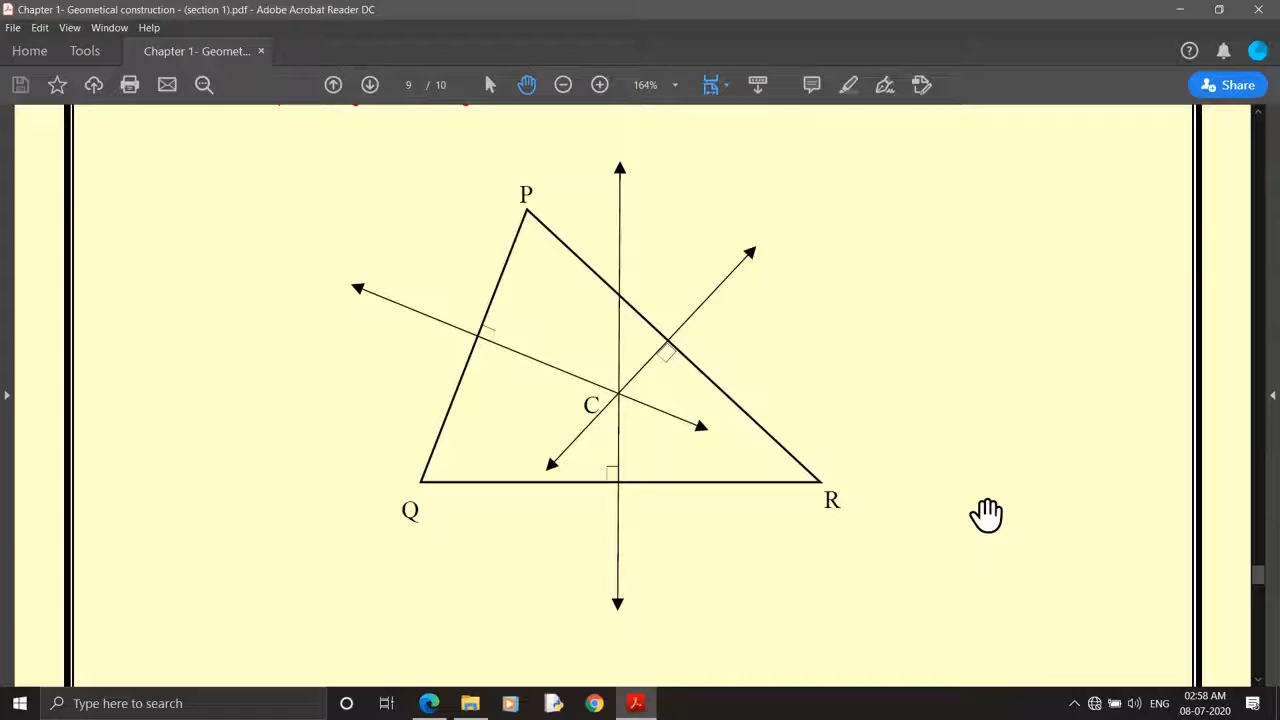 Chapter 1- Geometical construction - (section 1).pdf - Adobe Acrobat Reader DC
File Edit View Window Help
Home Tools Chapter 1- Geomet... ×
9 / 10 164% Share
P
C
Q
R
Type here to search
ENG
02:58 AM
08-07-2020